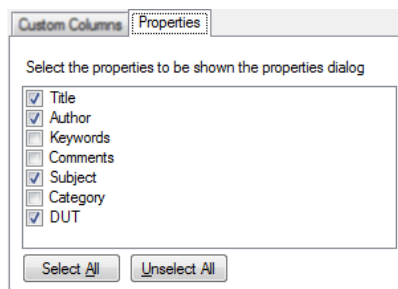 Custom Columns Properties
Select the properties to be shown the properties dialog
Title
Author
Keywords
Comments
Subject
Category
DUT
Select All Unselect All